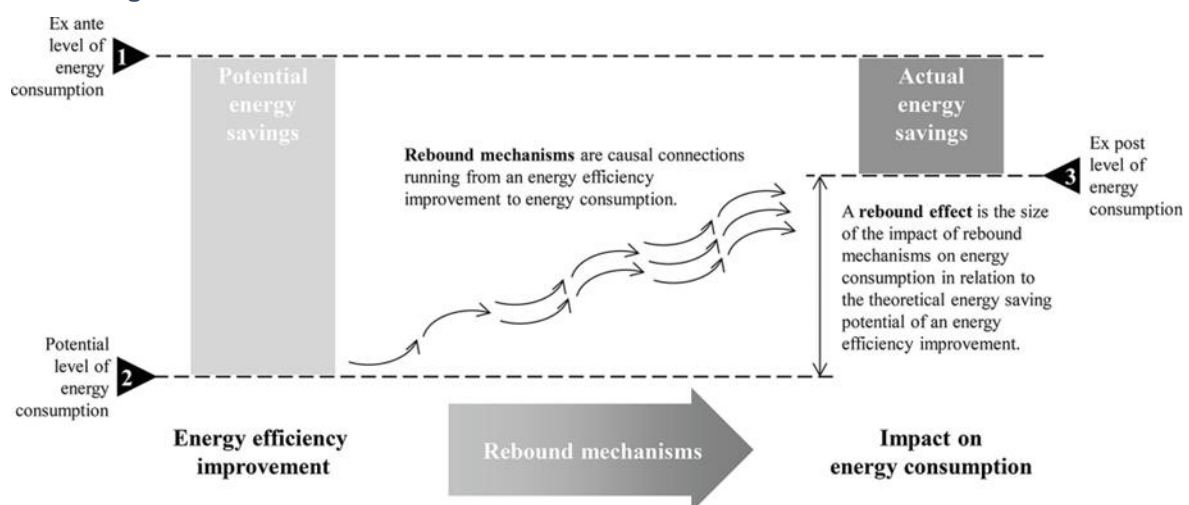 Ex ante
level of
energy
consumption
1
Potential
energy
savings
Actual
energy
savings
Rebound mechanisms are causal connections
running from an energy efficiency
improvement to energy consumption.
Ex post
level of
energy
consumption
3
A rebound effect is the size
of the impact of rebound
mechanisms on energy
consumption in relation to
the theoretical energy saving
potential of an energy
efficiency improvement.
Potential
level of
energy
consumption
2
Energy efficiency
improvement
Rebound mechanisms
Impact on
energy consumption